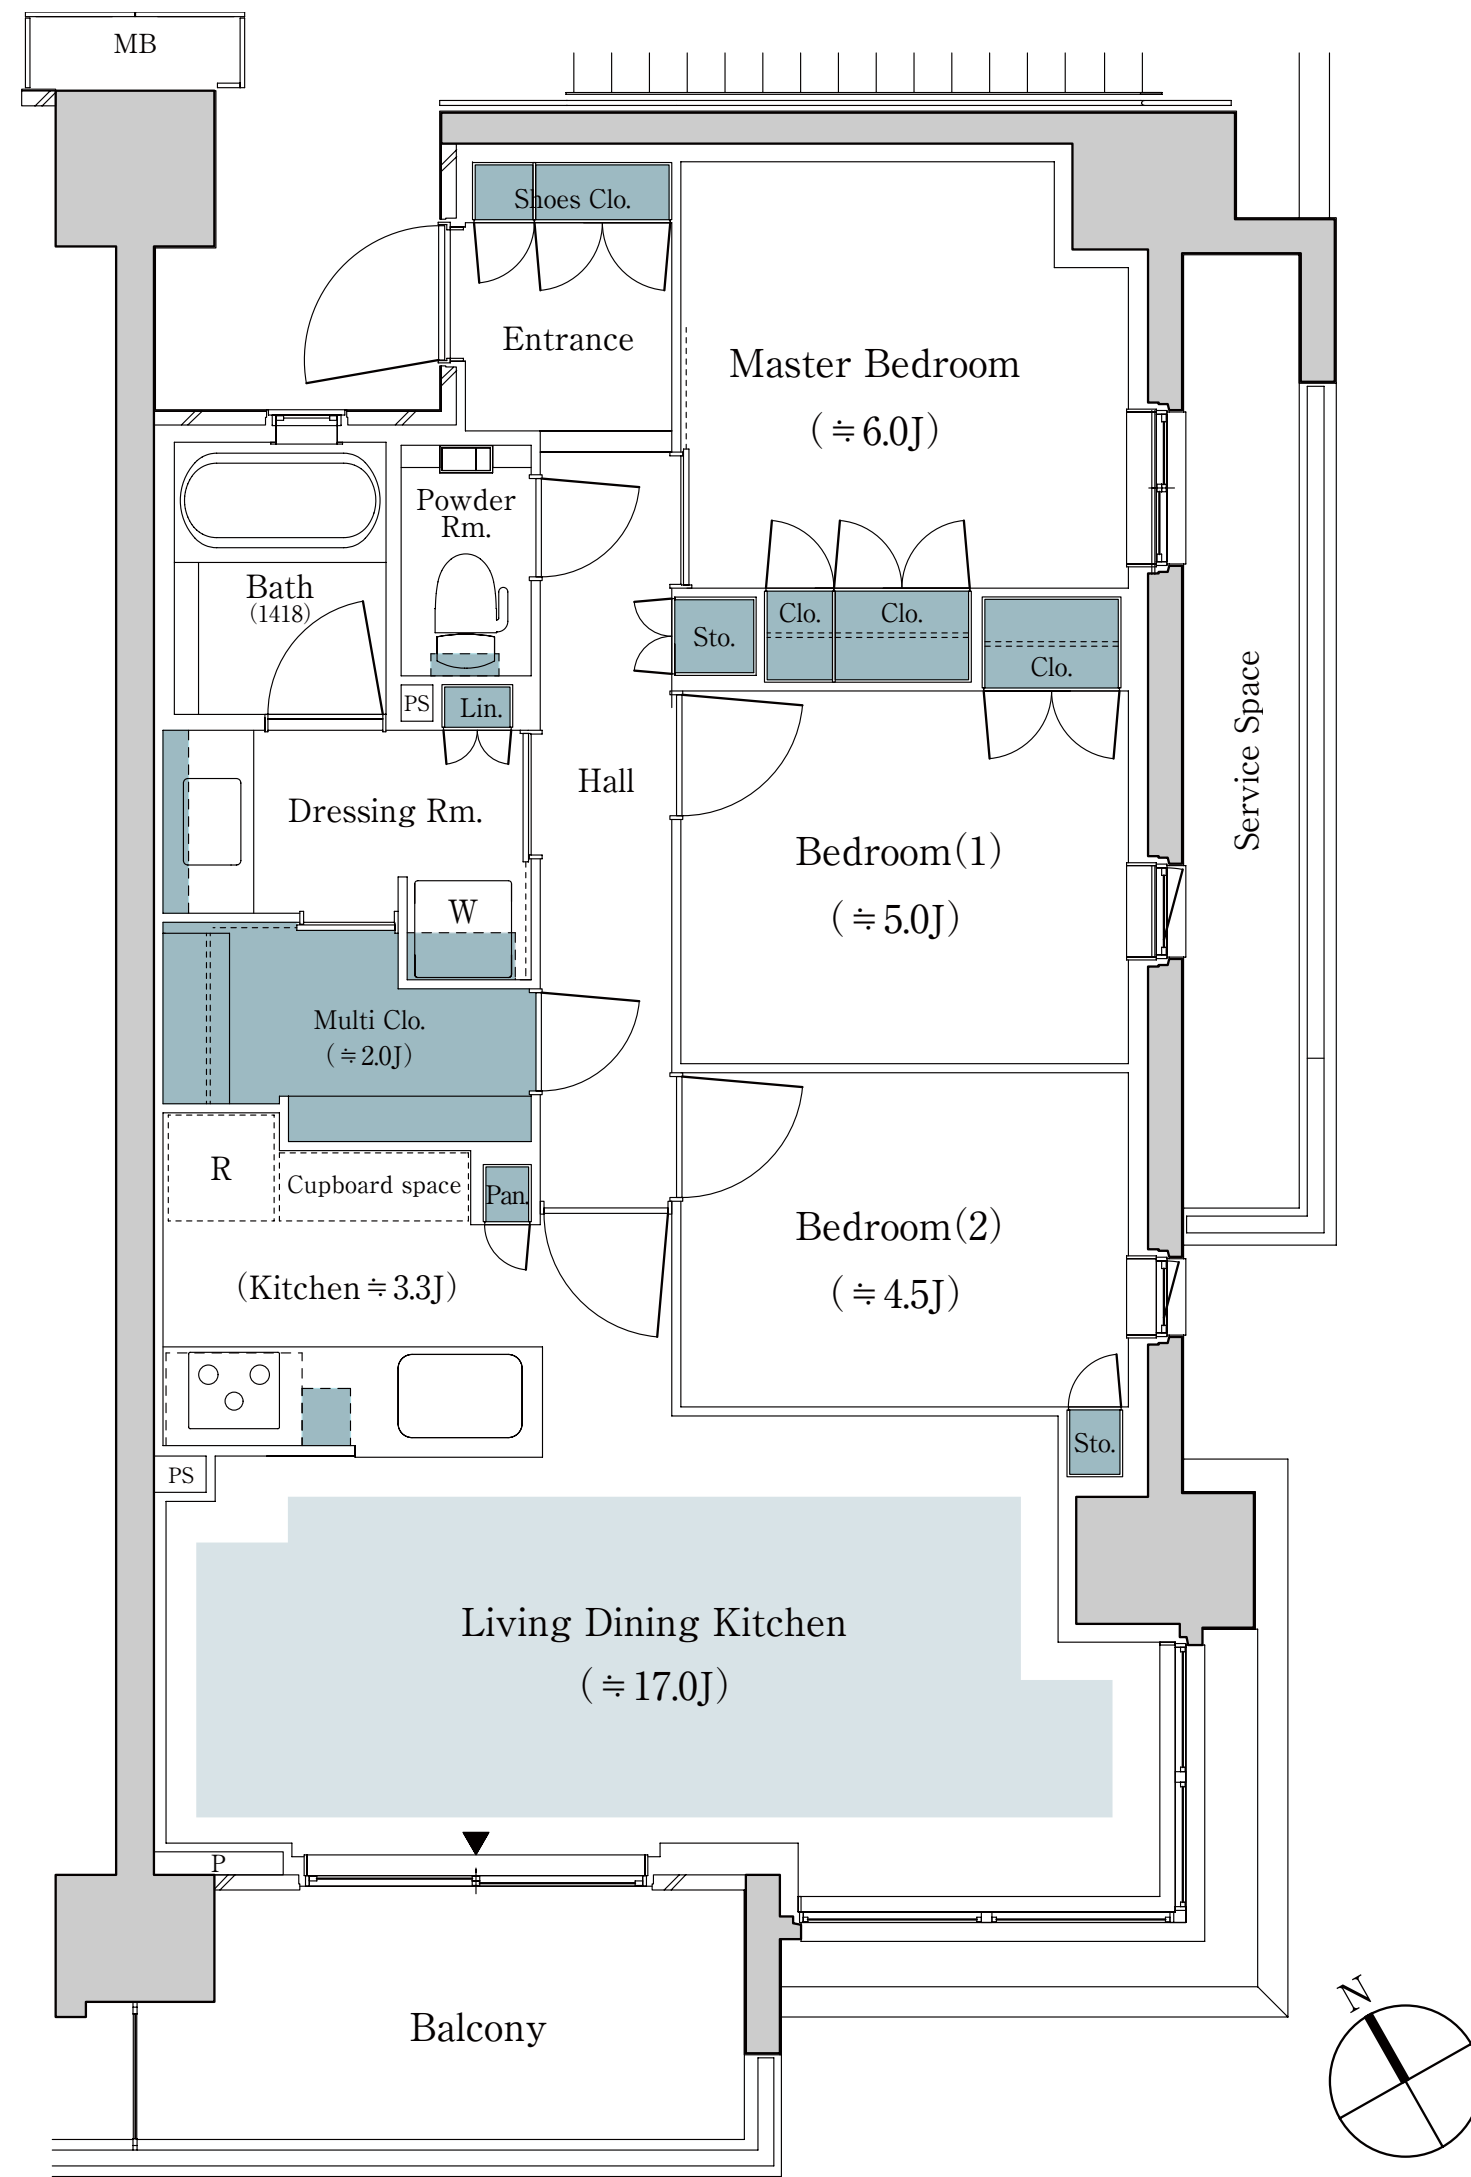 MB
Shoes Clo.
Entrance
Master Bedroom
(≒6.0J)
Powder
Rm.
Bath
(1418)
Sto.
Clo.
Clo.
Clo.
PS
Lin.
Service Space
Hall
Dressing Rm.
Bedroom(1)
(≒5.0J)
W
Multi Clo.
(≒2.0J)
R
Cupboard space
Pan.
Bedroom(2)
(≒4.5J)
(Kitchen≒3.3J)
Sto.
PS
Living Dining Kitchen
(≒17.0J)
P
Balcony
N